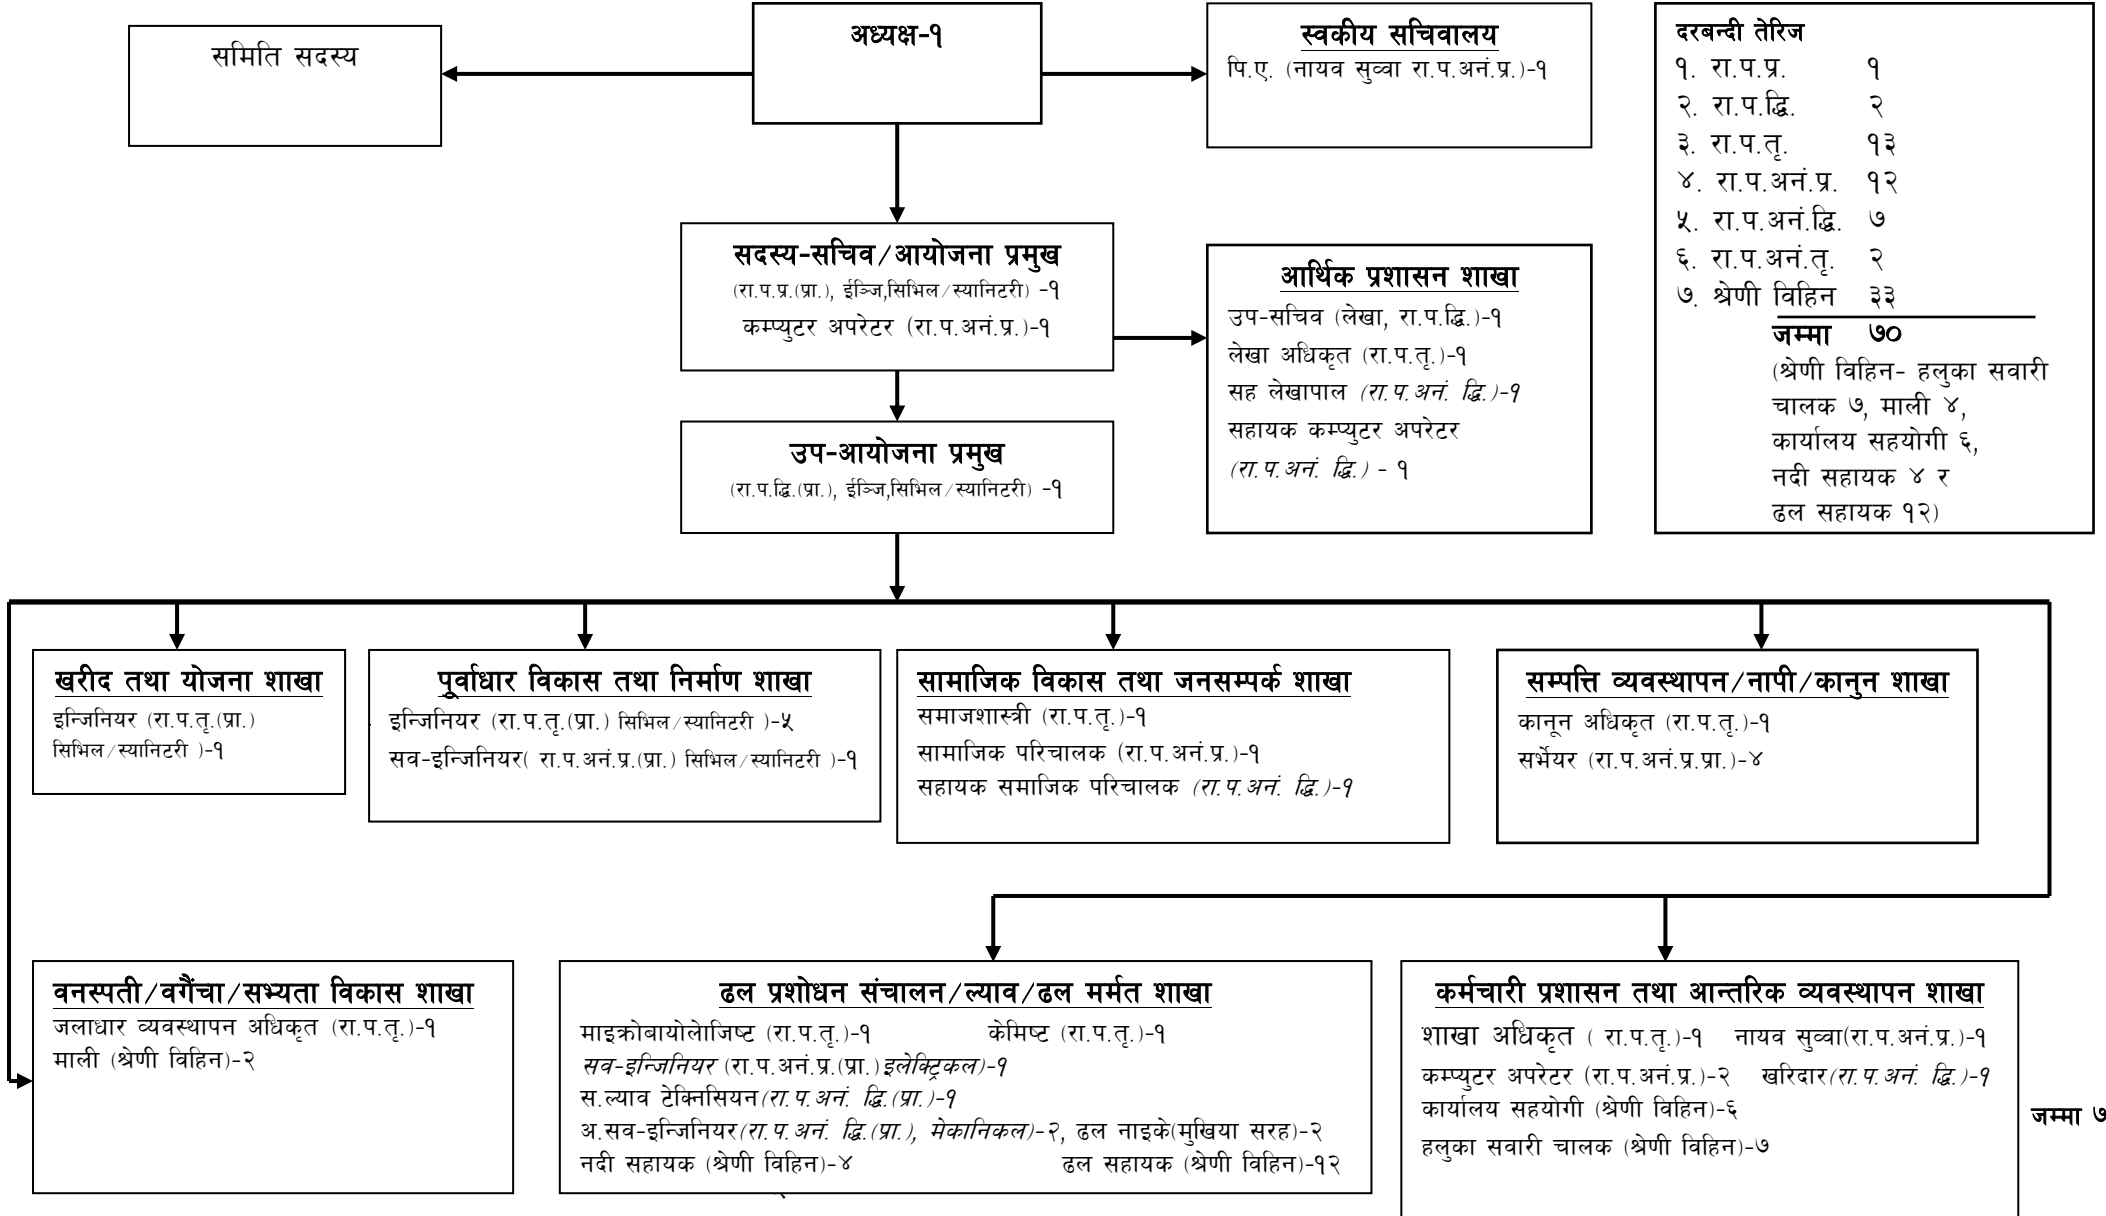 समिति सदस्य
अध्यक्ष-१
स्वकीय सचिवालय
पि.ए. (नायव सुव्वा रा.प.अनं.प्र.)-१
दरबन्दी तेरिज
१. रा.प.प्र. १
२. रा.प.द्धि. २
३. रा.प.तृ. १३
४. रा.प.अनं.प्र. १२
५. रा.प.अनं.द्धि. ७
६. रा.प.अनं.तृ. २
७. श्रेणी विहिन ३३
जम्मा ७०
(श्रेणी विहिन- हलुका सवारी
चालक ७, माली ४,
कार्यालय सहयोगी ६,
नदी सहायक ४ र
ढल सहायक १२)
सदस्य-सचिव/आयोजना प्रमुख
(रा.प.प्र.(प्रा.), ईञ्जि,सिभिल/स्यानिटरी) -१
कम्प्युटर अपरेटर (रा.प.अनं.प्र.)-१
आर्थिक प्रशासन शाखा
उप-सचिव (लेखा, रा.प.द्धि.)-१
लेखा अधिकृत (रा.प.तृ.)-१
सह लेखापाल (रा.प.अनं. द्धि.)-१
सहायक कम्प्युटर अपरेटर
(रा.प.अनं. द्धि.) - १
उप-आयोजना प्रमुख
(रा.प.द्धि.(प्रा.), ईञ्जि,सिभिल/स्यानिटरी) -१
खरीद तथा योजना शाखा
इन्जिनियर (रा.प.तृ.(प्रा.)
सिभिल/स्यानिटरी )-१
पूर्वाधार विकास तथा निर्माण शाखा
इन्जिनियर (रा.प.तृ.(प्रा.) सिभिल/स्यानिटरी )-५
सव-इन्जिनियर( रा.प.अनं.प्र.(प्रा.) सिभिल/स्यानिटरी )-१
सामाजिक विकास तथा जनसम्पर्क शाखा
समाजशास्त्री (रा.प.तृ.)-१
सामाजिक परिचालक (रा.प.अनं.प्र.)-१
सहायक समाजिक परिचालक (रा.प.अनं. द्धि.)-१
सम्पत्ति व्यवस्थापन/नापी/कानुन शाखा
कानून अधिकृत (रा.प.तृ.)-१
सर्भेयर (रा.प.अनं.प्र.प्रा.)-४
वनस्पती/वगैंचा/सभ्यता विकास शाखा
जलाधार व्यवस्थापन अधिकृत (रा.प.तृ.)-१
माली (श्रेणी विहिन)-२
ढल प्रशोधन संचालन/ल्याव/ढल मर्मत शाखा
माइक्रोबायोलोजिष्ट (रा.प.तृ.)-१ केमिष्ट (रा.प.तृ.)-१
सव-इन्जिनियर (रा.प.अनं.प्र.(प्रा.) इलेक्ट्रिकल)-१
स.ल्याव टेक्निसियन(रा.प.अनं. द्धि.(प्रा.)-१
अ.सव-इन्जिनियर(रा.प.अनं. द्धि.(प्रा.), मेकानिकल)-२, ढल नाइके(मुखिया सरह)-२
नदी सहायक (श्रेणी विहिन)-४ ढल सहायक (श्रेणी विहिन)-१२
कर्मचारी प्रशासन तथा आन्तरिक व्यवस्थापन शाखा
शाखा अधिकृत ( रा.प.तृ.)-१ नायव सुव्वा(रा.प.अनं.प्र.)-१
कम्प्युटर अपरेटर (रा.प.अनं.प्र.)-२ खरिदार(रा.प.अनं. द्धि.)-१
कार्यालय सहयोगी (श्रेणी विहिन)-६
हलुका सवारी चालक (श्रेणी विहिन)-७
जम्मा ७